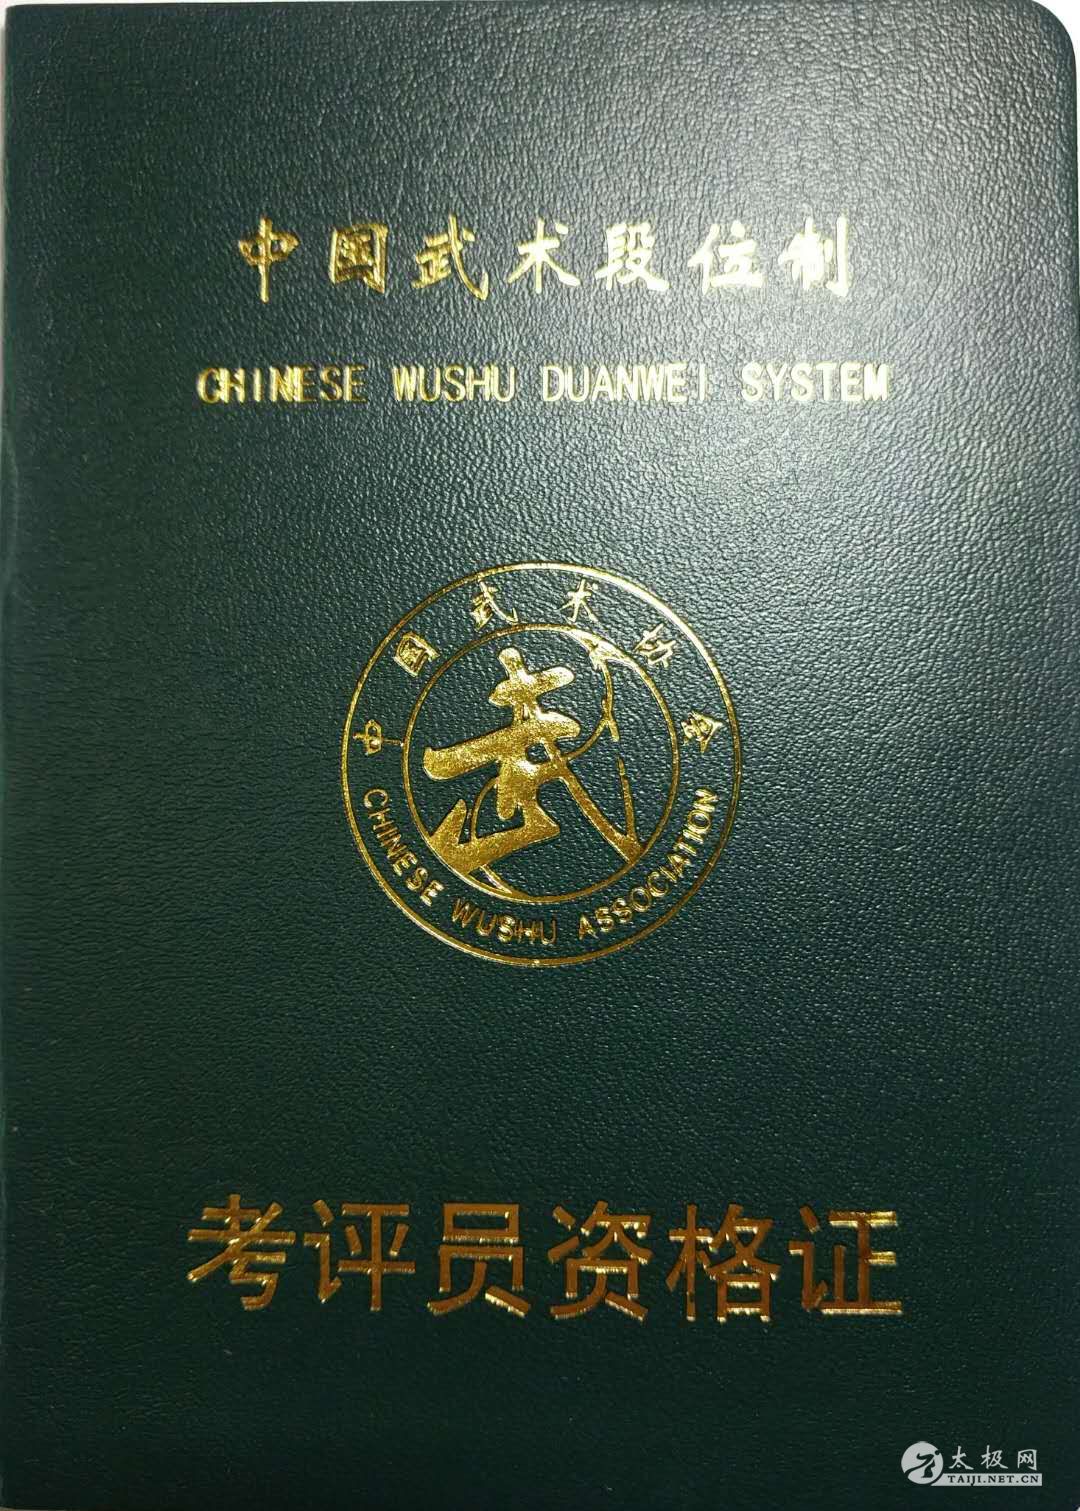 中国武术段位制
CHINESE WUSHU DUANWEI SYSTEM
中国武术协会
武
CHINESE WUSHU ASSOCIATION
考评员资格证
太极网
TAIJI.NET.CN